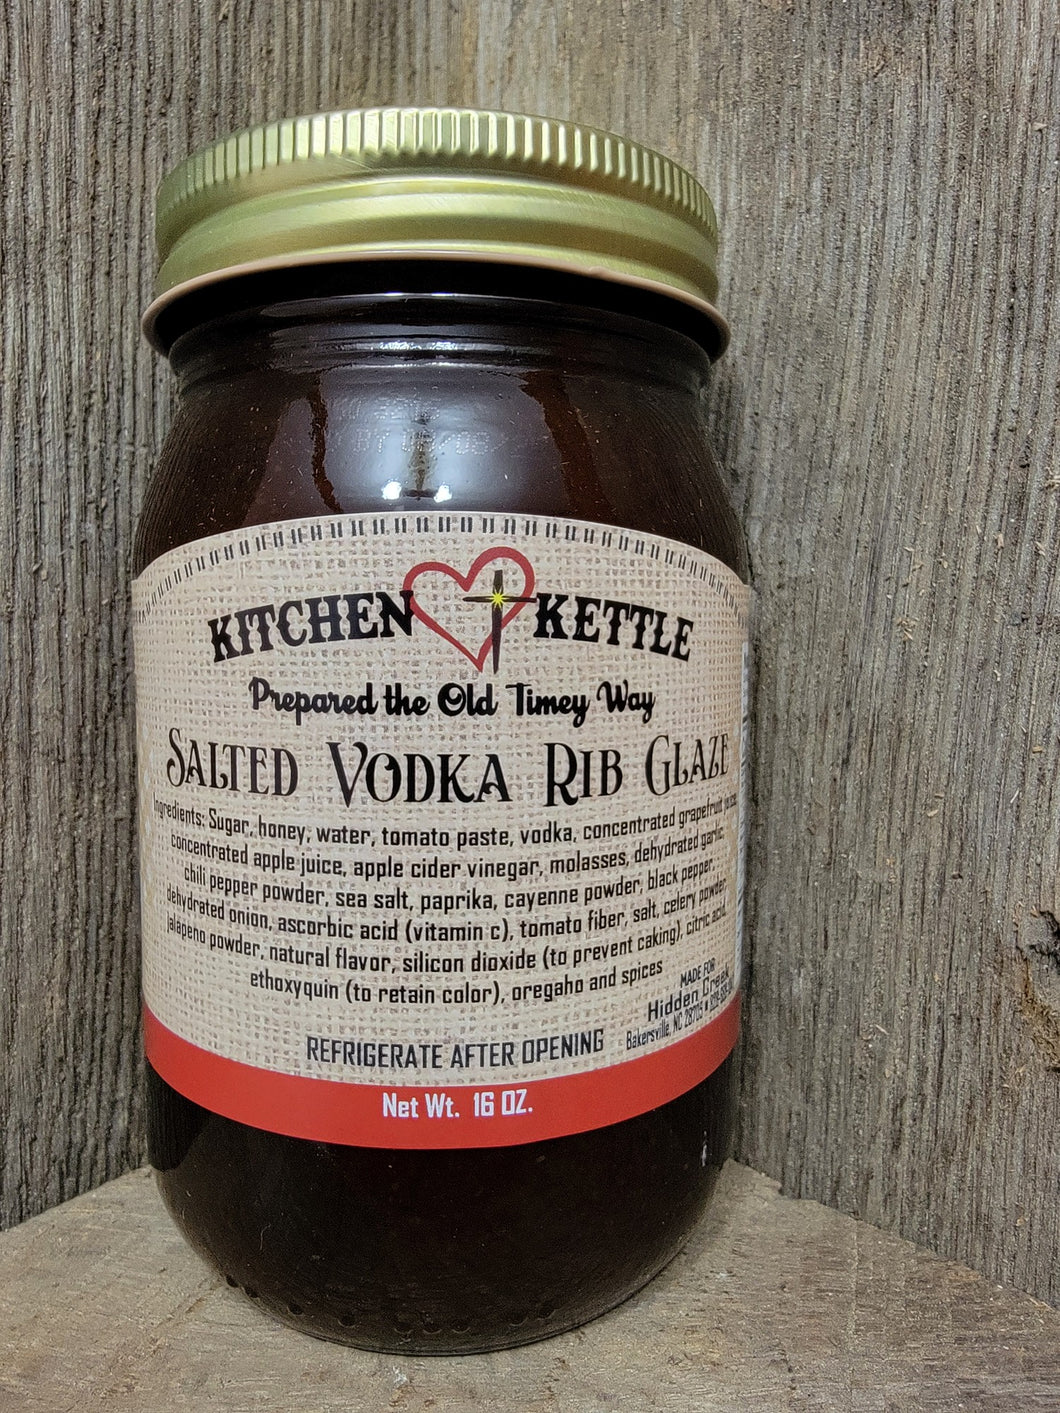 KITCHEN KETTLE
Prepared the Old Timey Way
SALTED VODKA RIB GLAZE
Ingredients: Sugar, honey, water, tomato paste, vodka, concentrated grapefruit
concentrated apple juice, apple cider vinegar, molasses, dehydrated garlic,
chili pepper powder, sea salt, paprika, cayenne powder, black pepper,
dehydrated onion, ascorbic acid (vitamin c), tomato fiber, salt, celery powder,
jalapeno powder, natural flavor, silicon dioxide (to prevent caking), citric acid,
ethoxyquin (to retain color), oregaho and spices
MADE FOR
Hidden Creek
Bakersville, NC 28705
REFRIGERATE AFTER OPENING
Net Wt. 16 OZ.